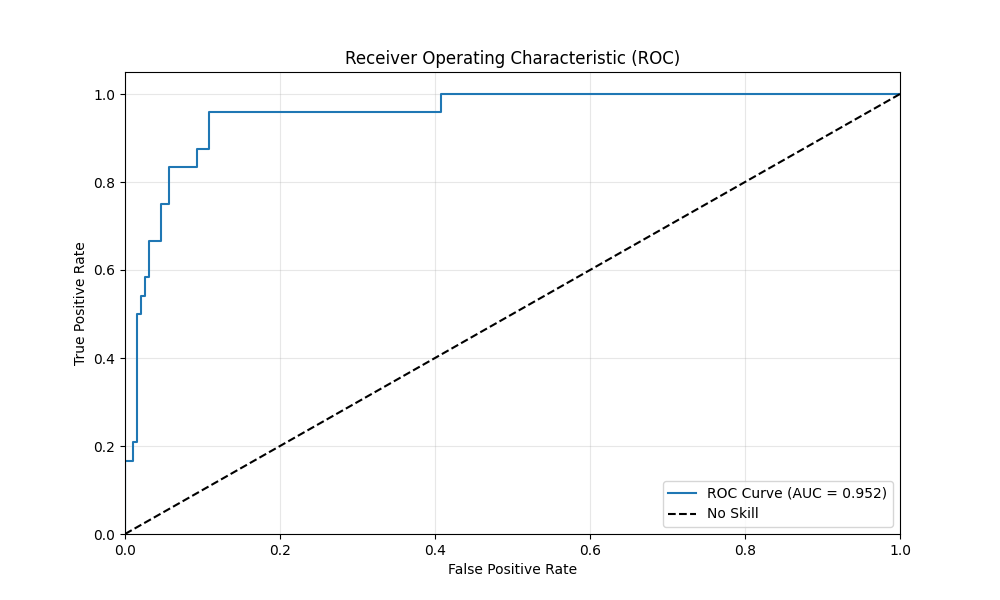 Receiver Operating Characteristic (ROC)
True Positive Rate
1.0
0.8
0.6
0.4
0.2
0.0
0.0 0.2 0.4 0.6 0.8 1.0
False Positive Rate
ROC Curve (AUC = 0.952)
No Skill